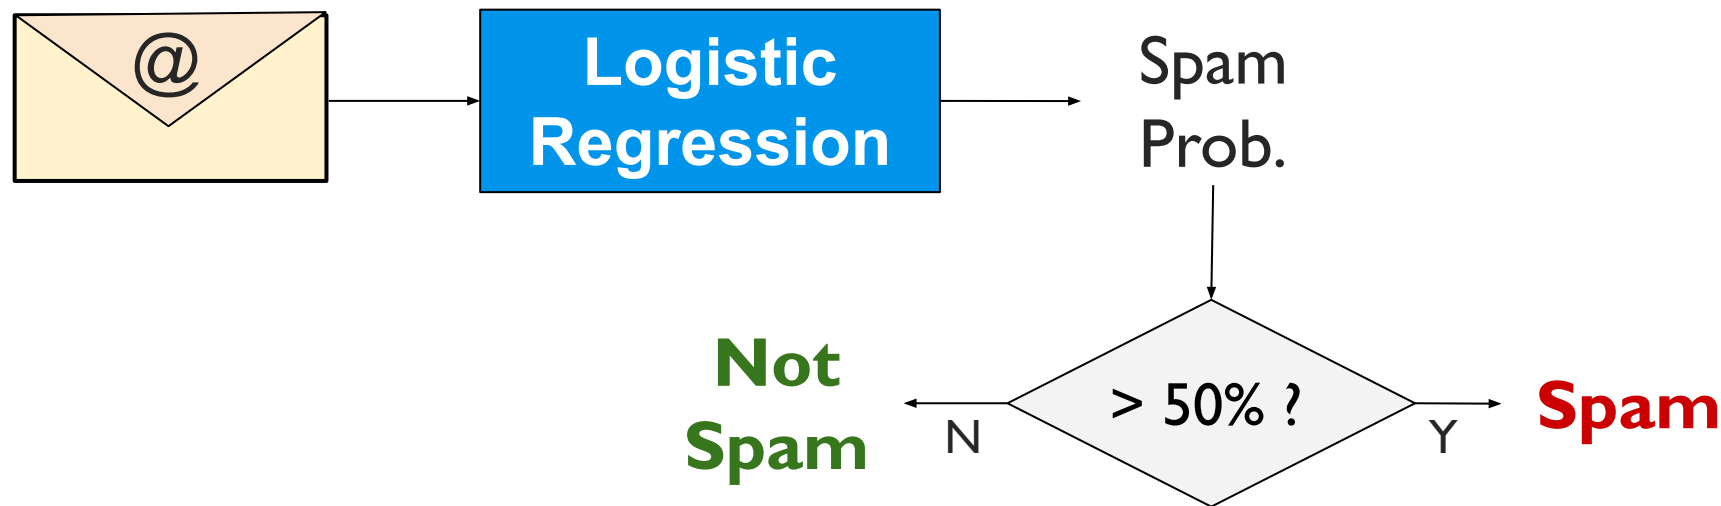 @
Logistic
Regression
Spam
Prob.
> 50% ?
N
Y
Not
Spam
Spam